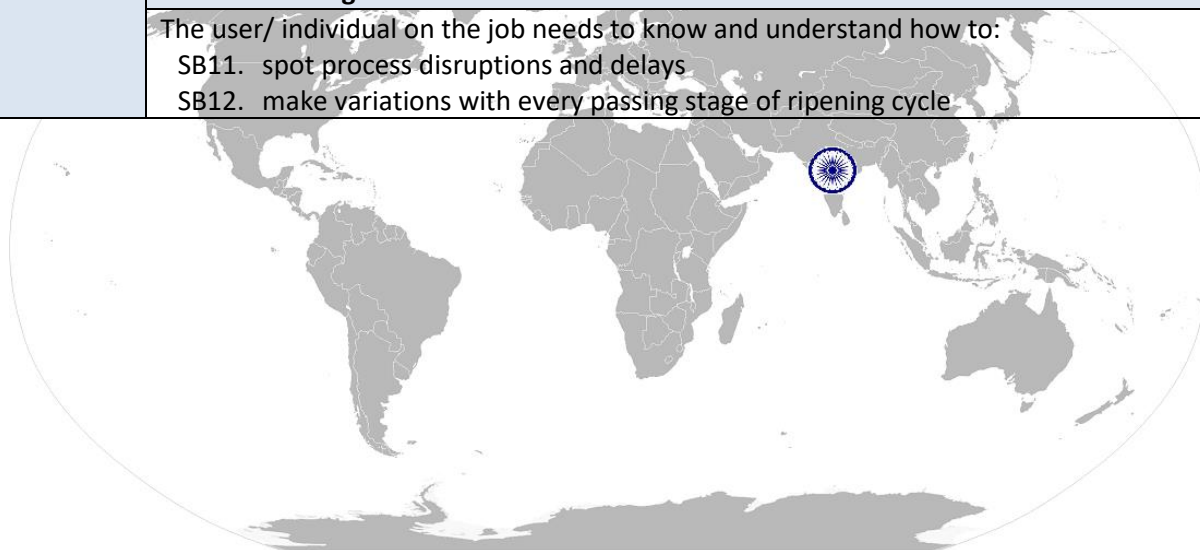 The user/ individual on the job needs to know and understand how to:
SB11. spot process disruptions and delays
SB12. make variations with every passing stage of ripening cycle